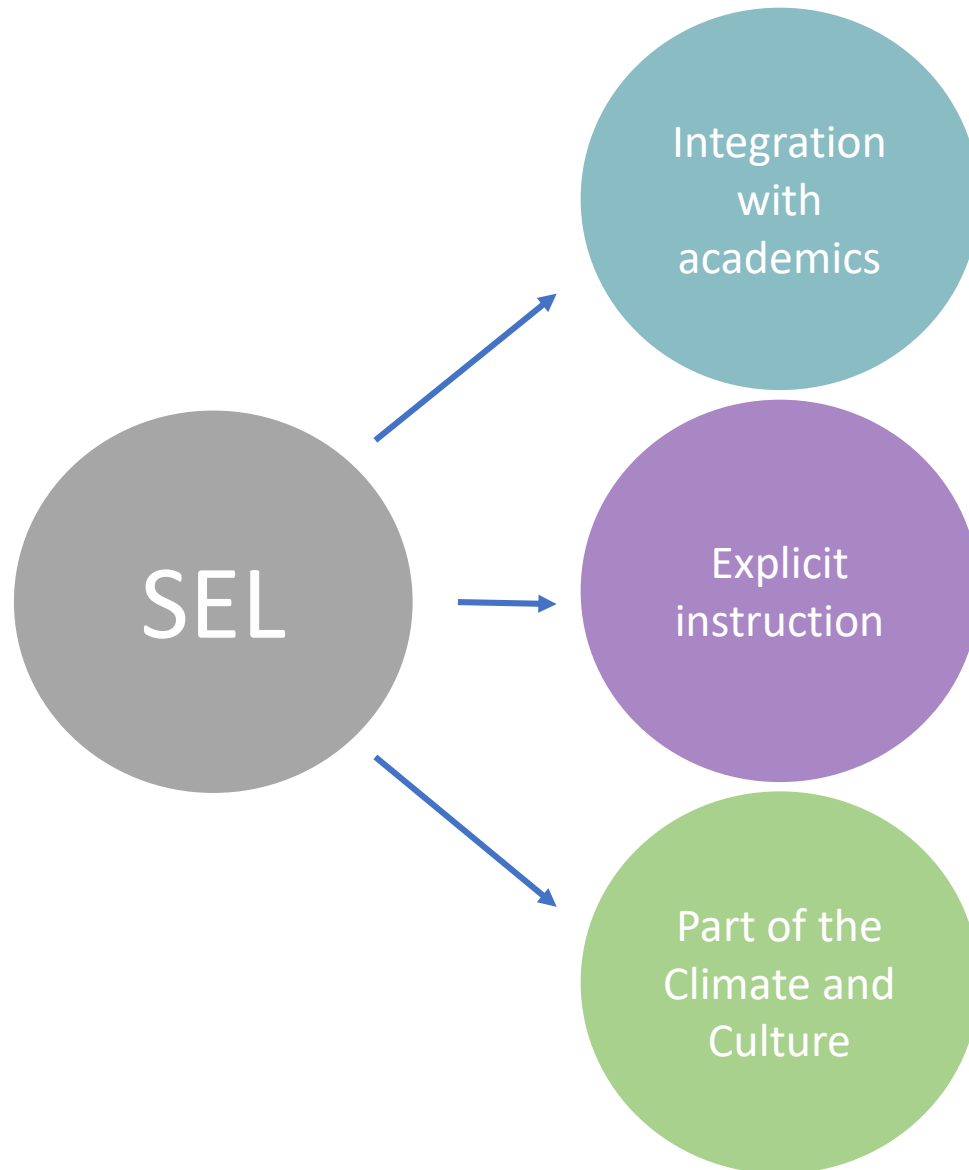 SEL
Integration
with
academics
Explicit
instruction
Part of the
Climate and
Culture